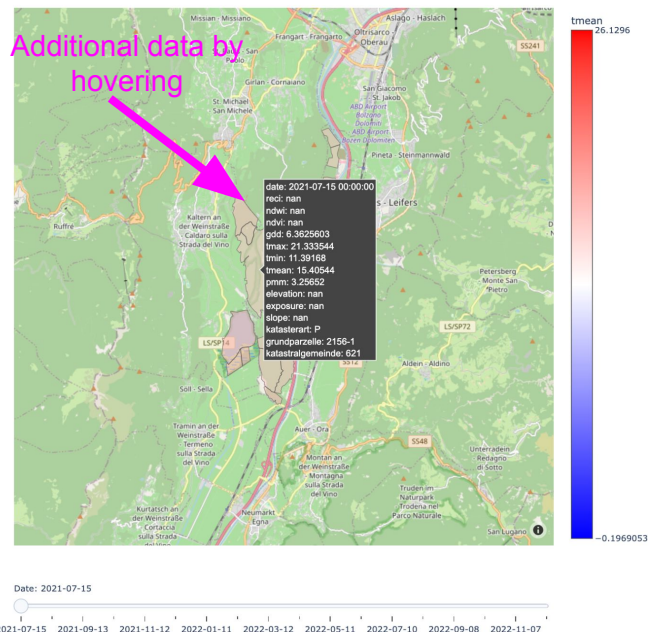 Additional data by
hovering
Missian - Missiano
Frangart - Frangarto
Oltrisarco -
Oberau
Aslago - Haslach
SS241
tmean
26.1296
Girlan - Cornaiano
San Giacomo
- St. Jakob
St. Michael
San Michele
ABD Airport
Bolzano
Dolomiti
ABD Airport
Bozen Dolomiten
Pineta - Steinmannwald
date: 2021-07-15 00:00:00
reci: nan
ndwi: nan
ndvi: nan
gdd: 6.3625603
tmax: 21.333544
tmin: 11.39168
tmean: 15.40544
pmm: 3.25652
elevation: nan
exposure: nan
slope: nan
katasterart: P
grundparzelle: 2156-1
katastralgemeinde: 621
s - Leifers
Ruffrè
Kaltern an
der Weinstraße
- Caldaro sulla
Strada del Vino
Petersberg
Monte San
Pietro
LS/SP72
LS/SP14
SS12
Aldein - Aldino
Söll - Sella
Tramin an der
Weinstraße
Termeno
sulla Strada
del Vino
Auer - Ora
SS48
Montan an
der Weinstraße
Montagna
sulla Strada
del Vino
Unterradein
Redagno
di Sotto
Truden im
Naturpark
Trodena nel
Parco Naturale
Kurtatsch an
der Weinstraße
Cortaccia
sulla Strada
del Vino
Neumarkt
Egna
San Lugano
−0.1969053
Date: 2021-07-15
2021-07-15 2021-09-13 2021-11-12 2022-01-11 2022-03-12 2022-05-11 2022-07-10 2022-09-08 2022-11-07